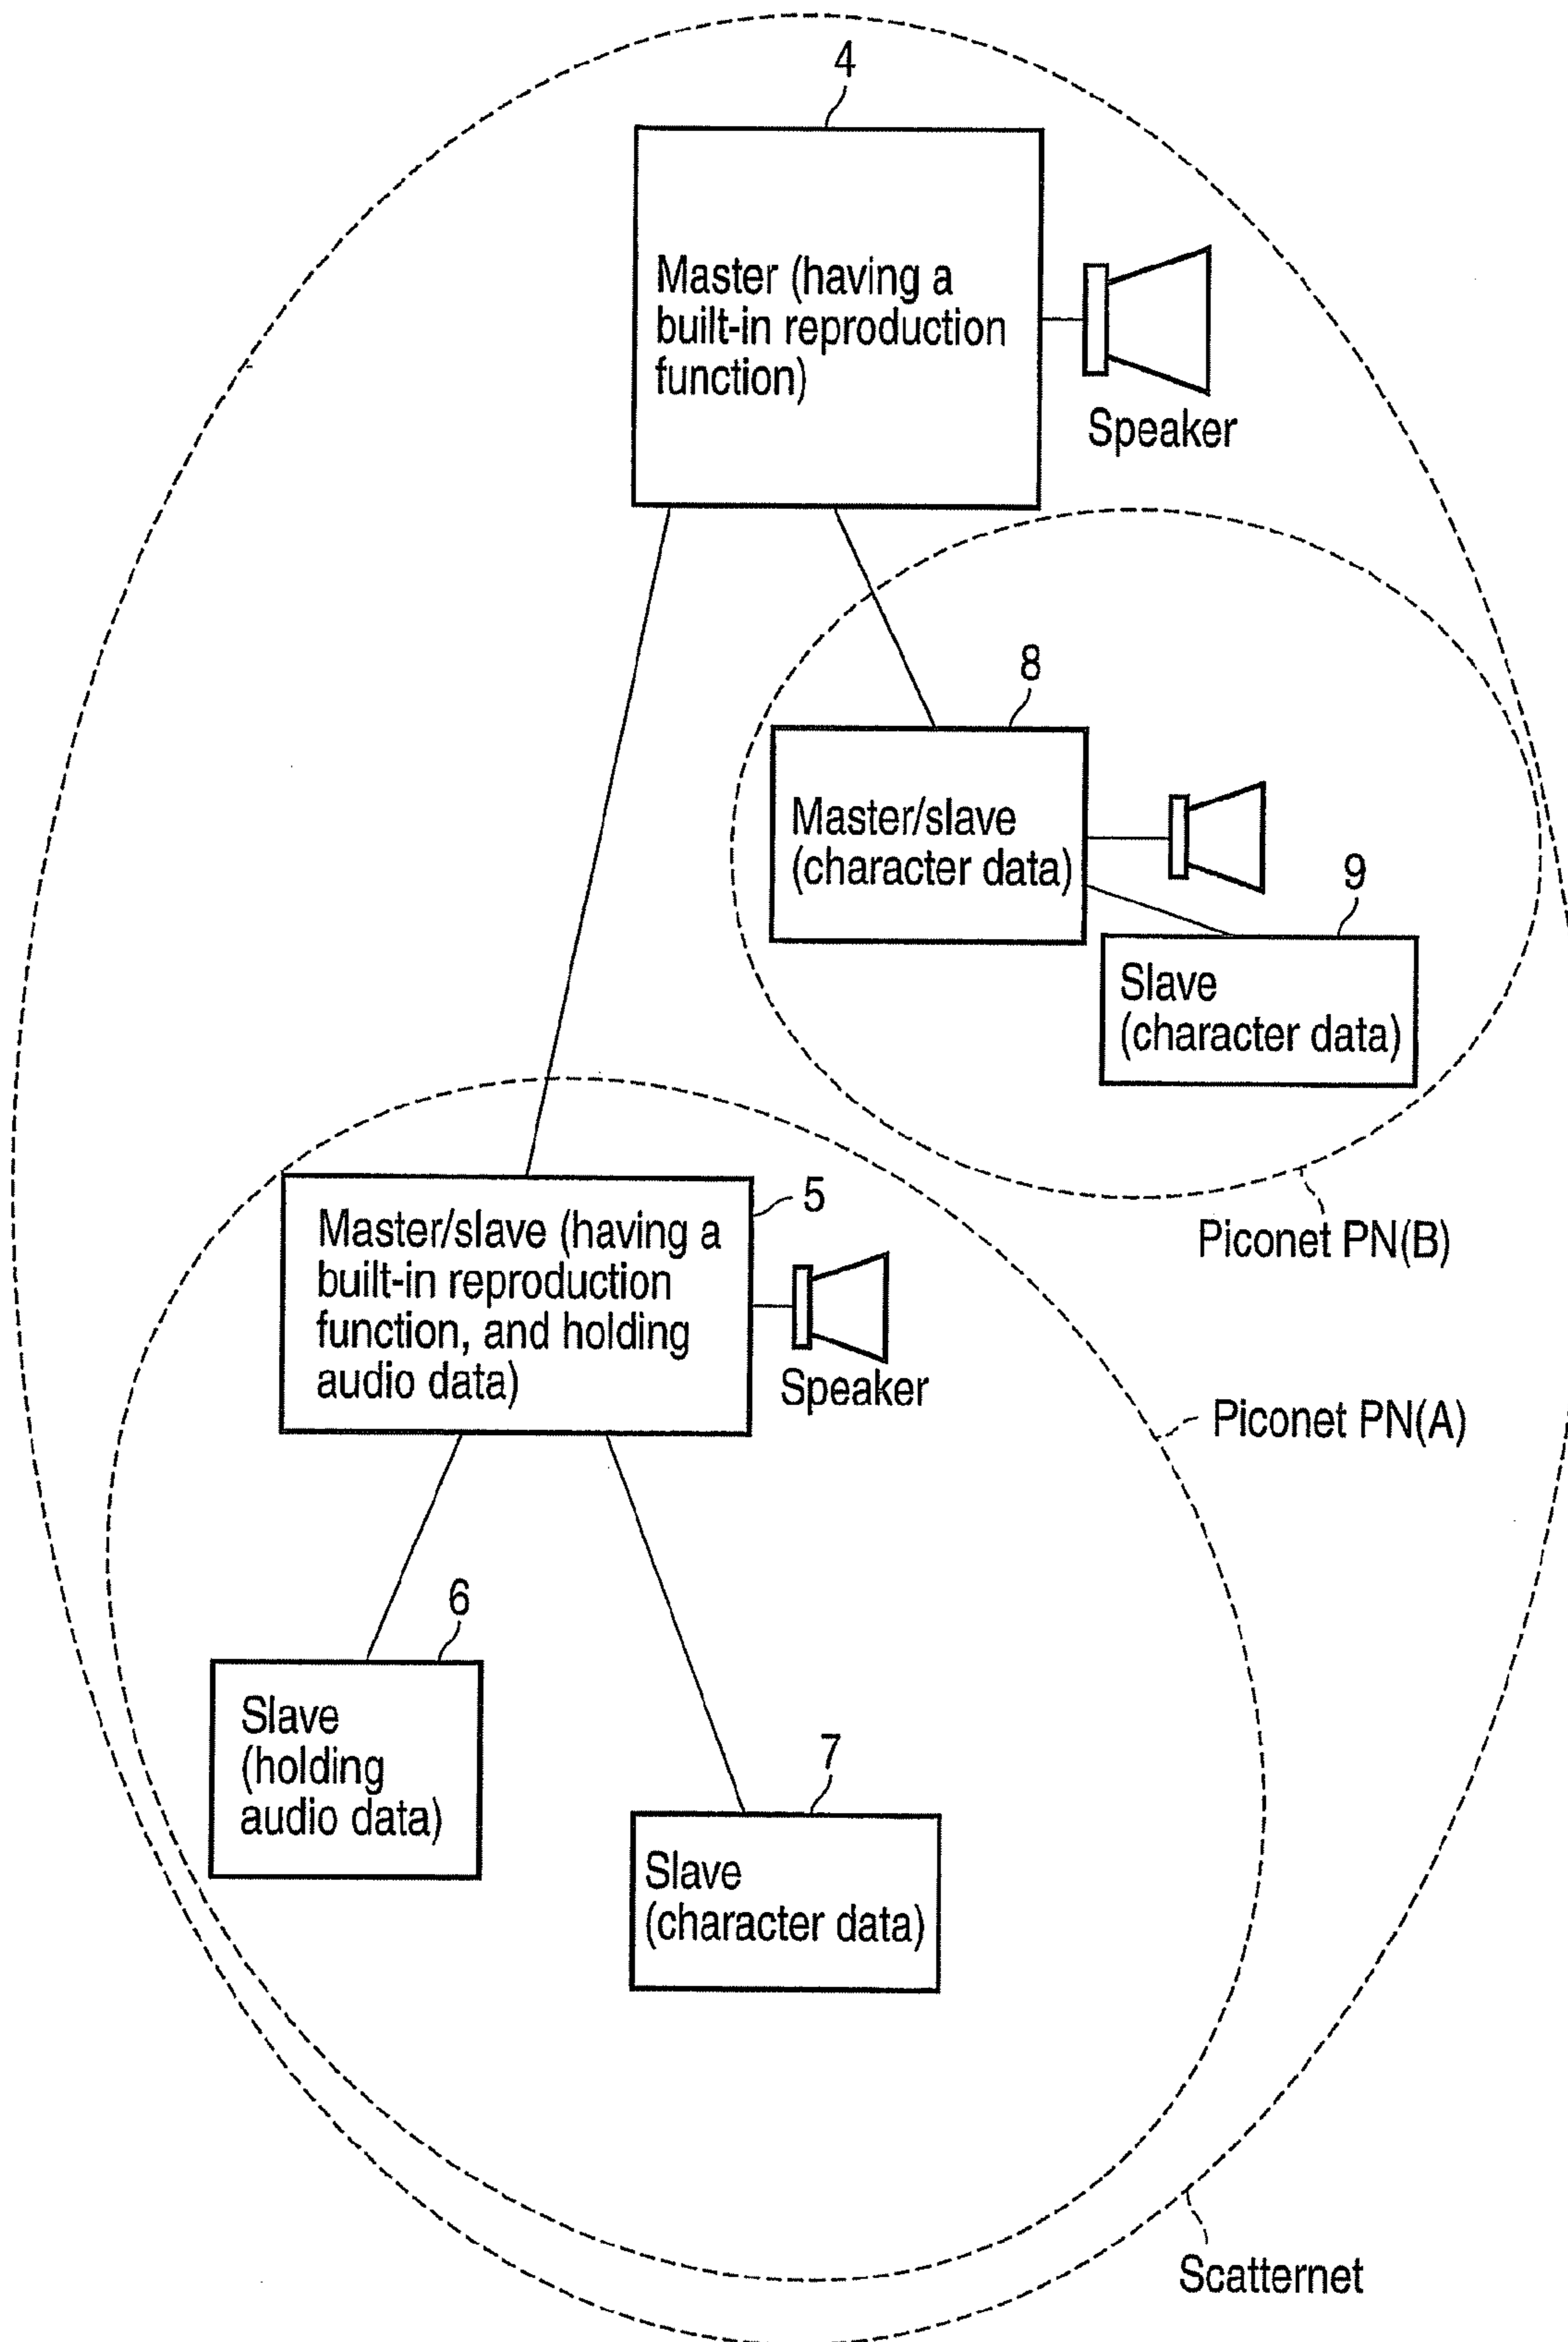 4
Master (having a
built-in reproduction
function)
Speaker
8
Master/slave
(character data)
9
Slave
(character data)
Piconet PN(B)
5
Master/slave (having a
built-in reproduction
function, and holding
audio data)
Speaker
Piconet PN(A)
6
Slave
(holding
audio data)
7
Slave
(character data)
Scatternet